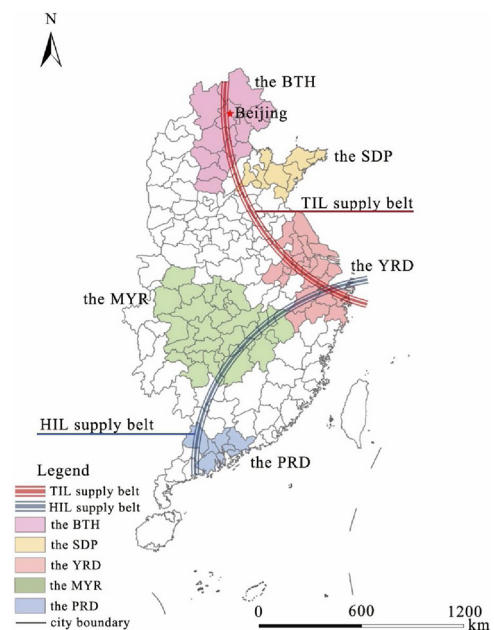 N
the BTH
Beijing
the SDP
TIL supply belt
the YRD
the MYR
HIL supply belt
the PRD
Legend
TIL supply belt
HIL supply belt
the BTH
the SDP
the YRD
the MYR
the PRD
city boundary
0 600 1200
km